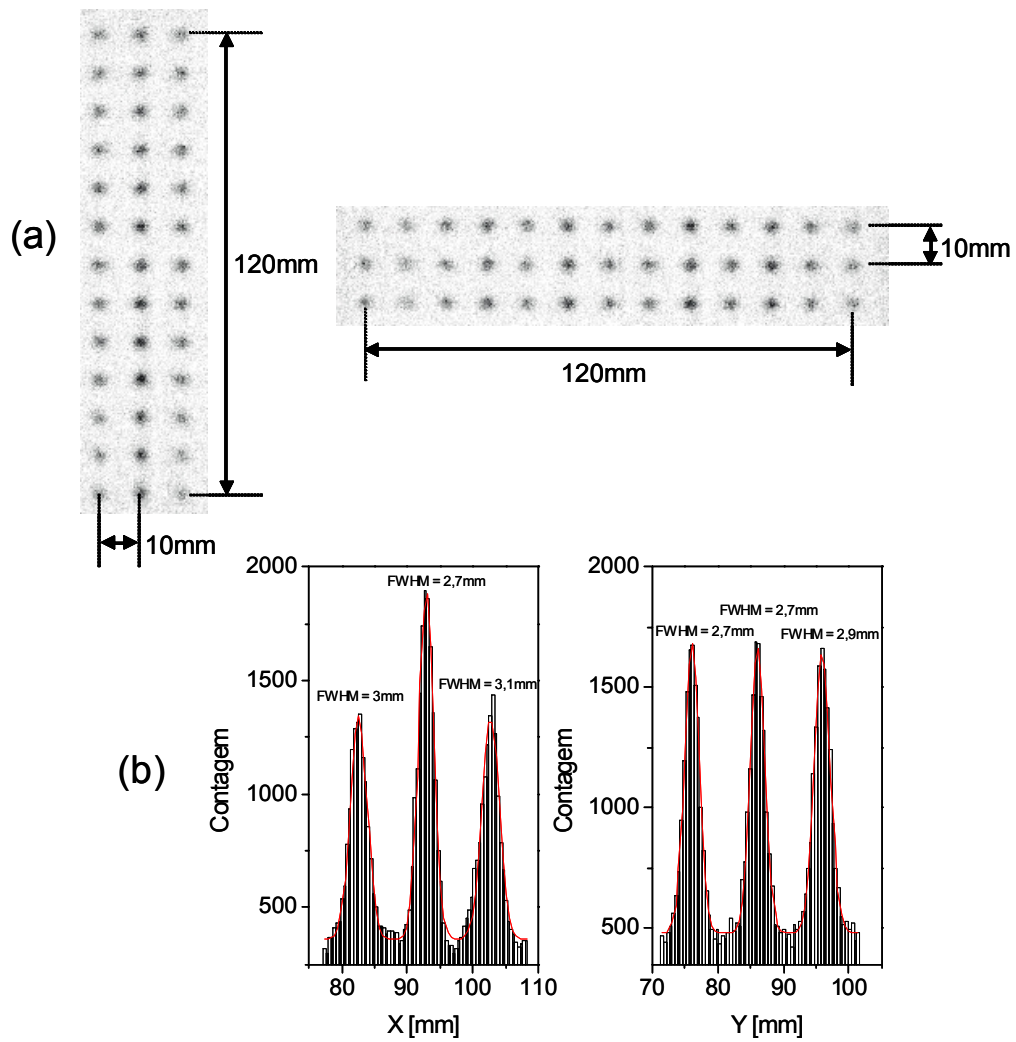 (a)
120mm
10mm
10mm
120mm
(b)
2000
1500
1000
500
Contagem
FWHM = 2,7mm
FWHM = 3mm
FWHM = 3,1mm
80
90
100
110
X [mm]
2000
1500
1000
500
Contagem
FWHM = 2,7mm
FWHM = 2,7mm
FWHM = 2,9mm
70
80
90
100
Y [mm]